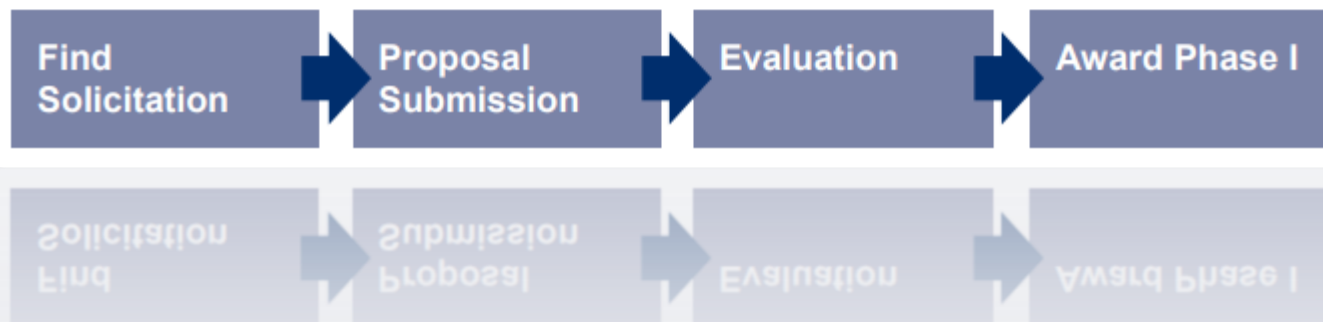 Find
Solicitation
Proposal
Submission
Evaluation
Award Phase I